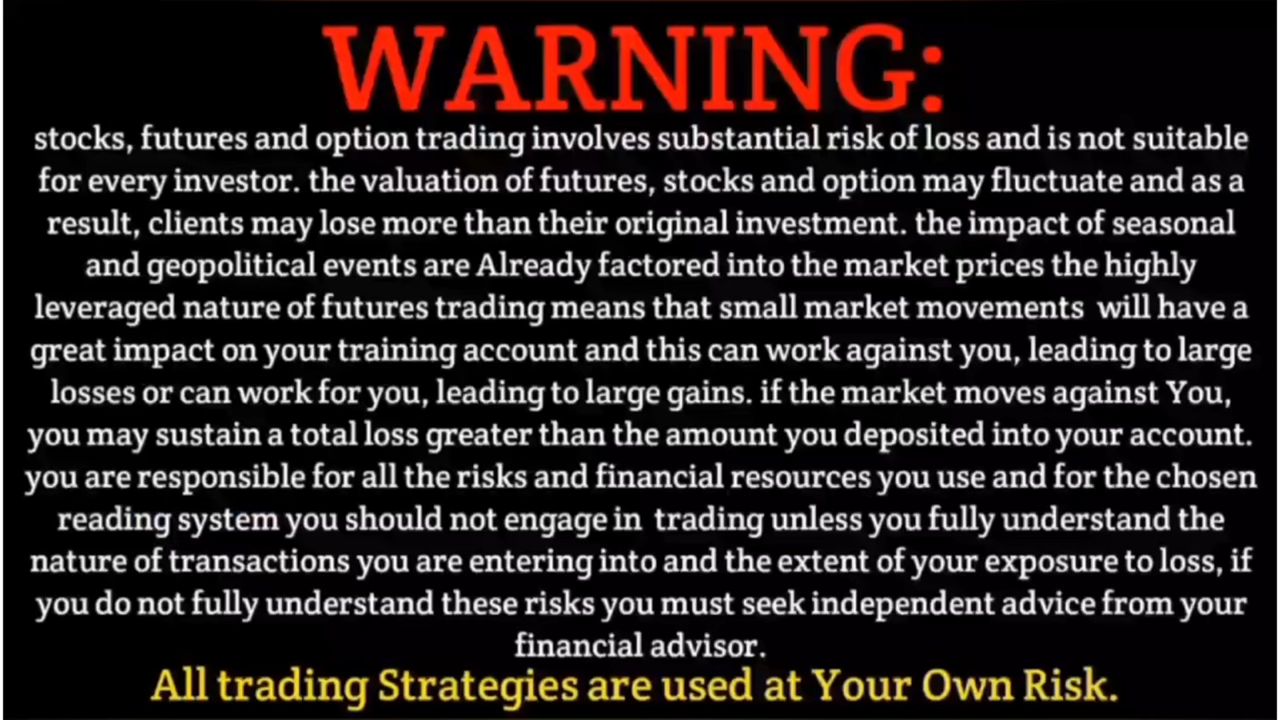 WARNING:
stocks, futures and option trading involves substantial risk of loss and is not suitable
for every investor. the valuation of futures, stocks and option may fluctuate and as a
result, clients may lose more than their original investment. the impact of seasonal
and geopolitical events are Already factored into the market prices the highly
leveraged nature of futures trading means that small market movements will have a
great impact on your training account and this can work against you, leading to large
losses or can work for you, leading to large gains. if the market moves against You,
you may sustain a total loss greater than the amount you deposited into your account.
you are responsible for all the risks and financial resources you use and for the chosen
reading system you should not engage in trading unless you fully understand the
nature of transactions you are entering into and the extent of your exposure to loss, if
you do not fully understand these risks you must seek independent advice from your
financial advisor.
All trading Strategies are used at Your Own Risk.